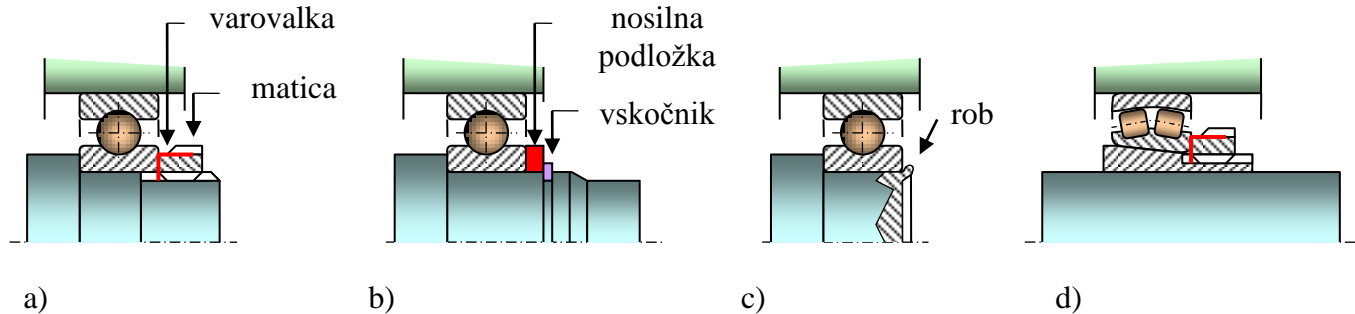 varovalka
matica
nosilna
podložka
vskočnik
rob
a)
b)
c)
d)